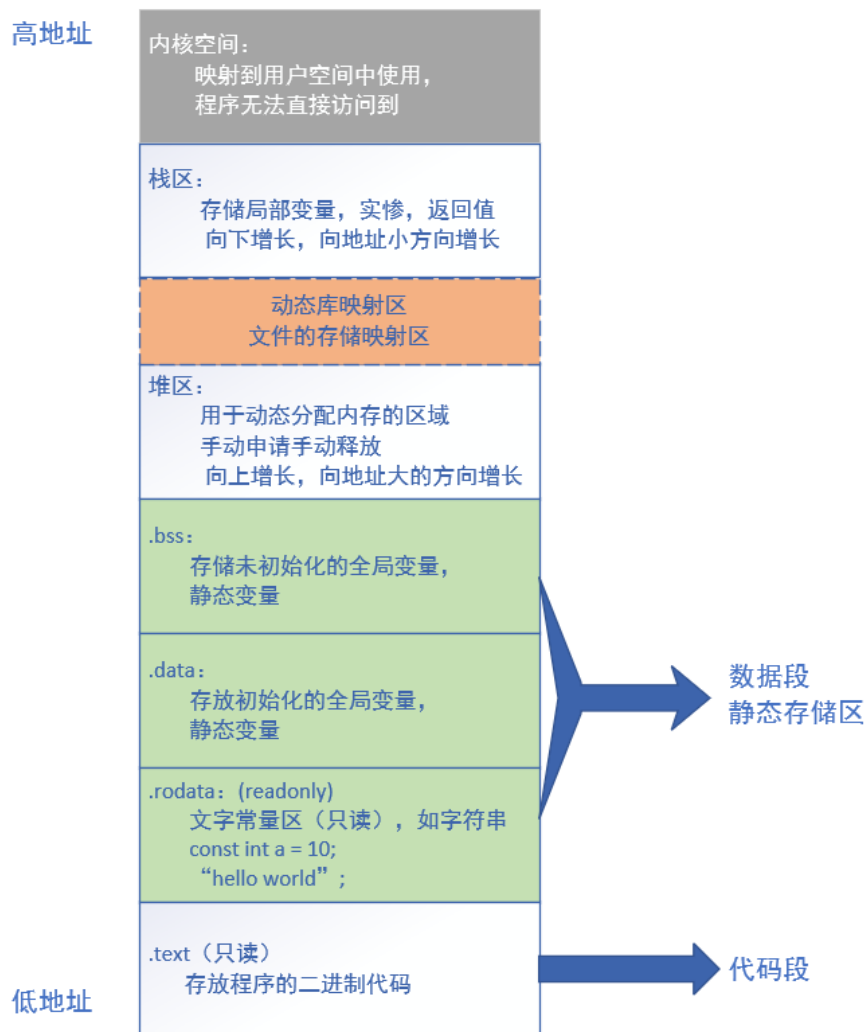 高地址
内核空间：
映射到用户空间中使用，
程序无法直接访问到
栈区：
存储局部变量，实惨，返回值
向下增长，向地址小方向增长
动态库映射区
文件的存储映射区
堆区：
用于动态分配内存的区域
手动申请手动释放
向上增长，向地址大的方向增长
.bss：
存储未初始化的全局变量，
静态变量
.data：
存放初始化的全局变量，
静态变量
数据段
静态存储区
.rodata：(readonly)
文字常量区（只读），如字符串
const int a = 10;
“hello world”;
.text（只读）
存放程序的二进制代码
代码段
低地址